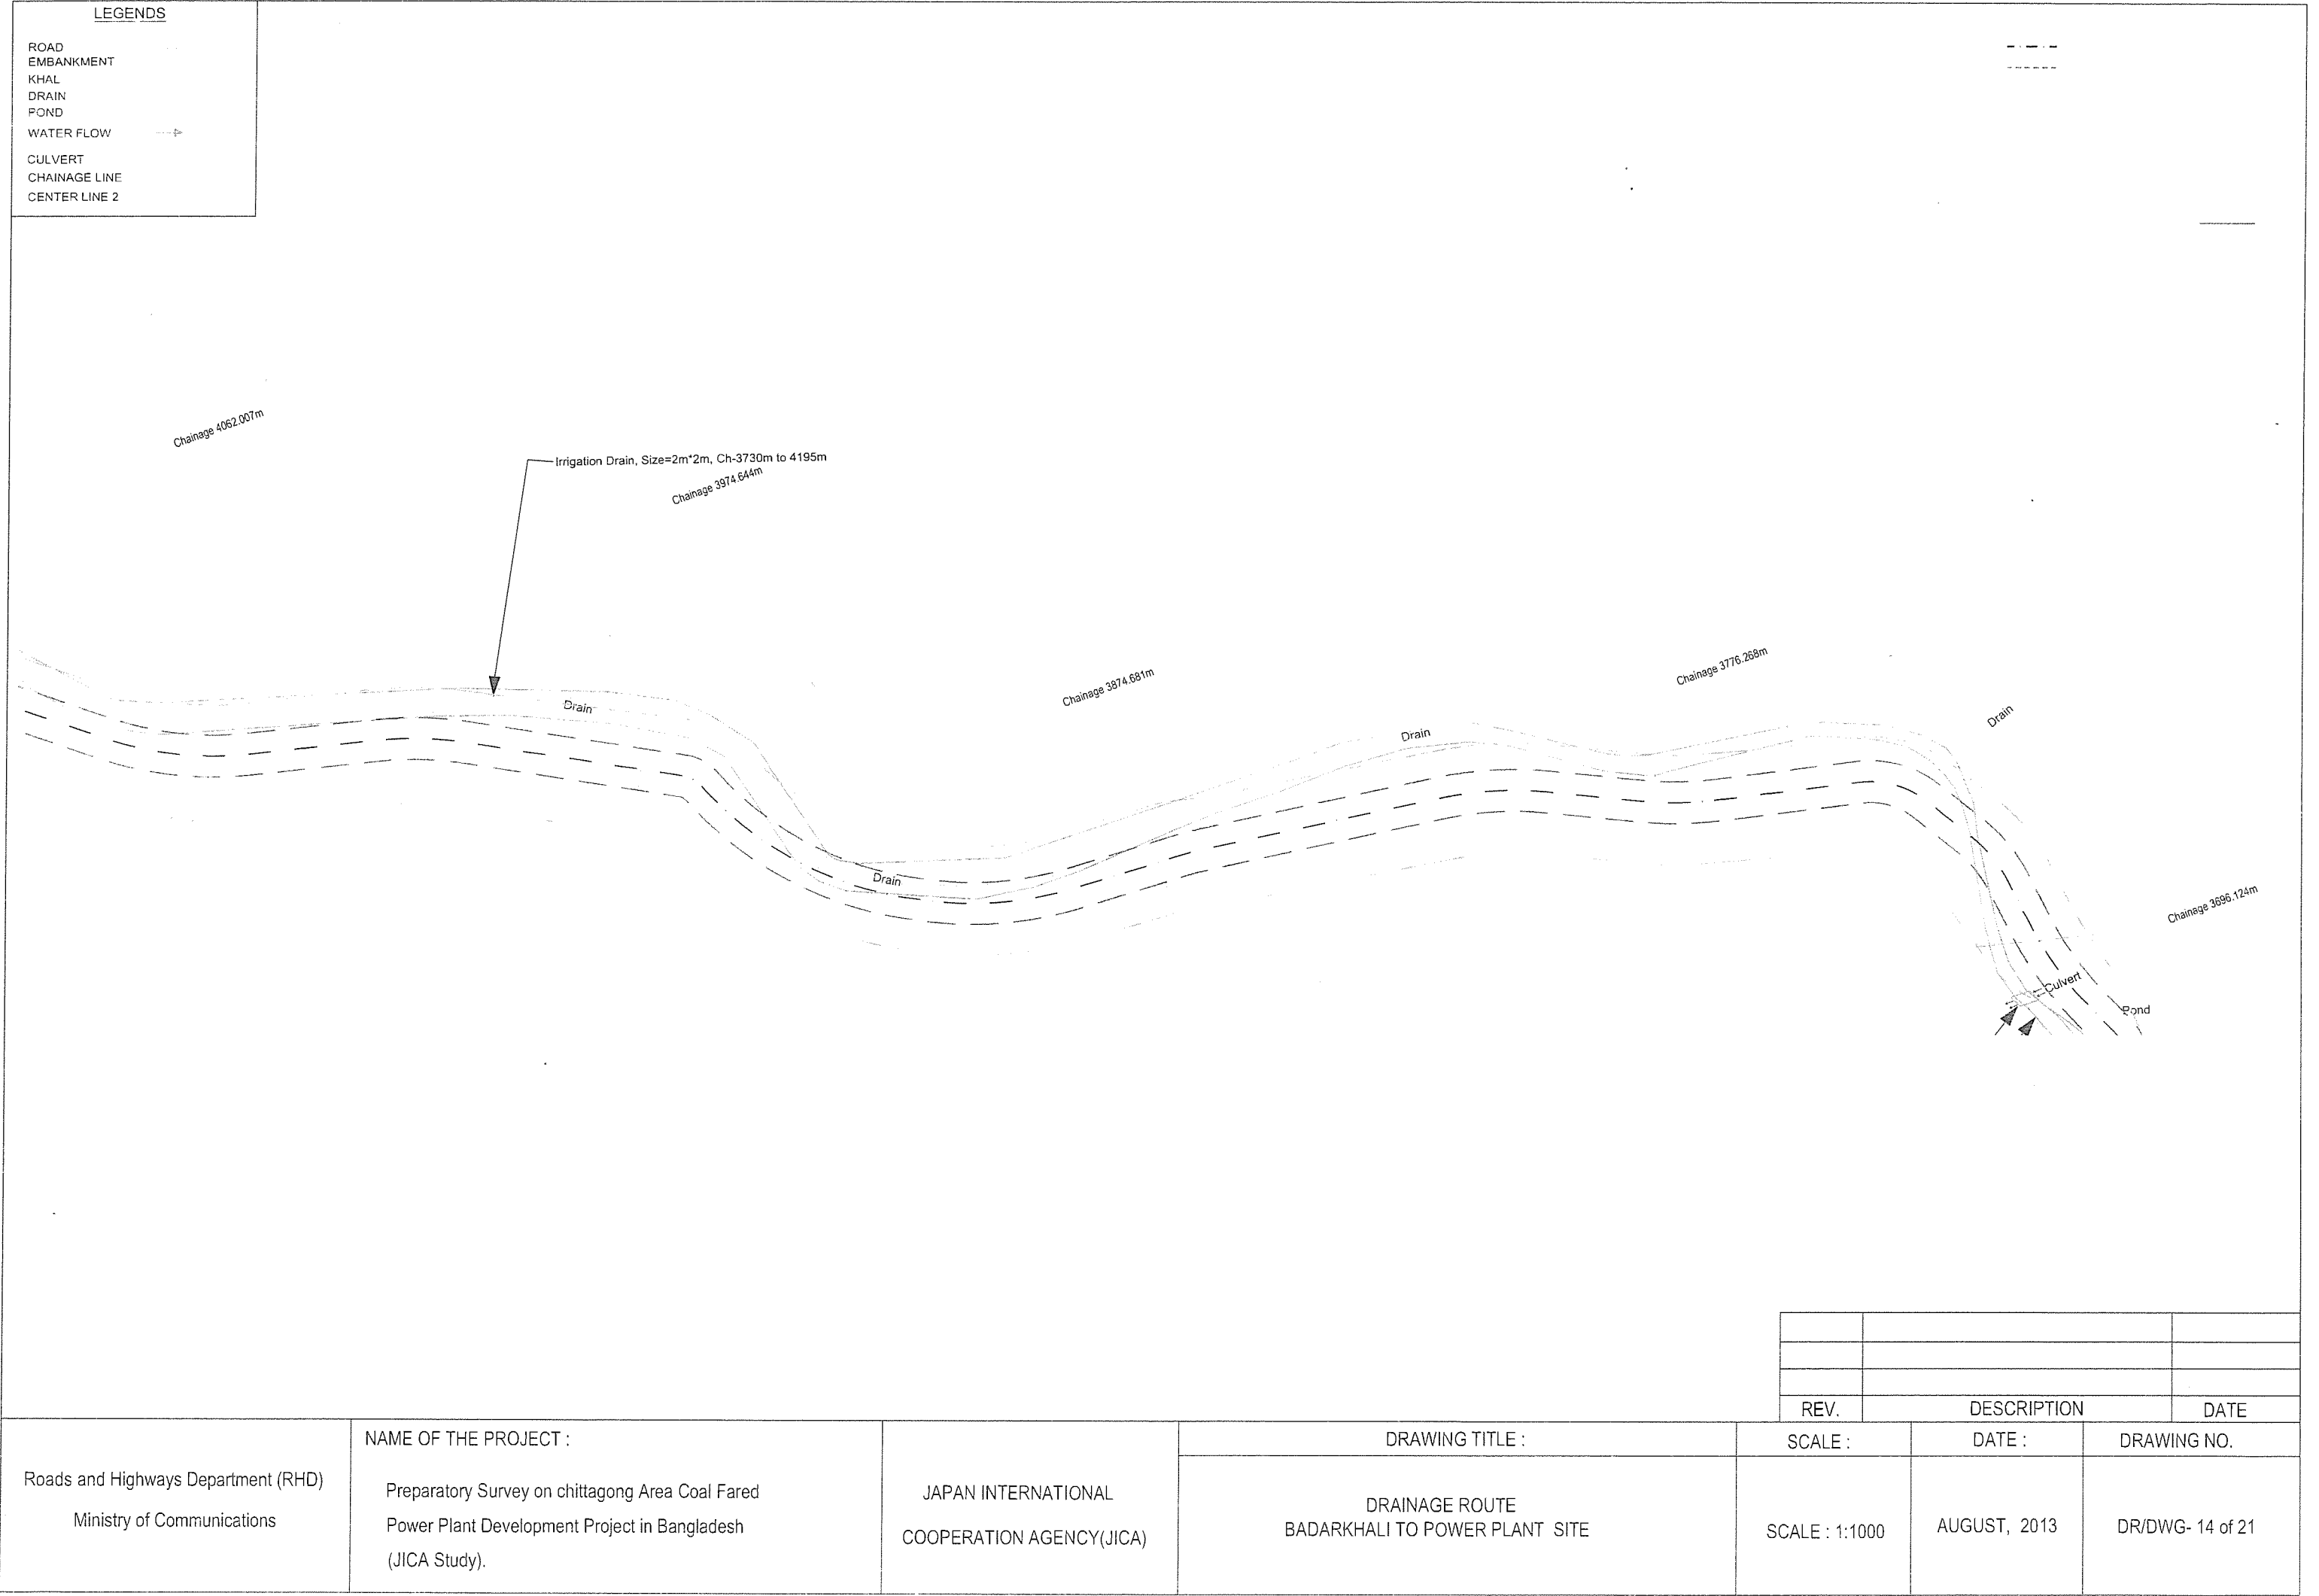 LEGENDS
ROAD
EMBANKMENT
KHAL
DRAIN
POND
WATER FLOW
CULVERT
CHAINAGE LINE
CENTER LINE 2
Chainage 4062.007m
Irrigation Drain, Size=2m*2m, Ch-3730m to 4195m
Chainage 3974.644m
Chainage 3874.681m
Chainage 3776.268m
Drain
Drain
Drain
Drain
Chainage 3696.124m
Culvert
Pond
REV.
DESCRIPTION
DATE
Roads and Highways Department (RHD)
Ministry of Communications
NAME OF THE PROJECT :
Preparatory Survey on chittagong Area Coal Fared
Power Plant Development Project in Bangladesh
(JICA Study).
JAPAN INTERNATIONAL
COOPERATION AGENCY(JICA)
DRAWING TITLE :
DRAINAGE ROUTE
BADARKHALI TO POWER PLANT SITE
SCALE :
SCALE : 1:1000
DATE :
AUGUST, 2013
DRAWING NO.
DR/DWG- 14 of 21